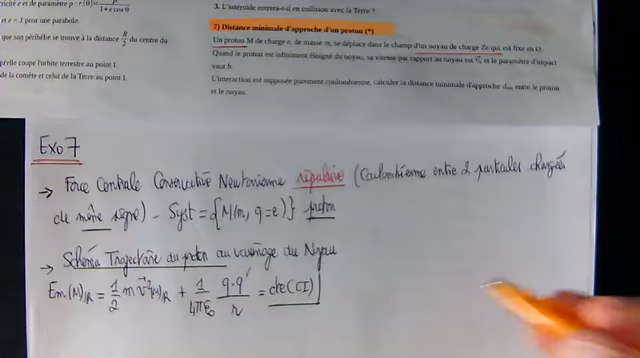 ricité e et de paramètre p : r(θ) = p / 1 + e cos θ
et e = 1 pour une parabole.
que son périhélie se trouve à la distance R/2 du centre du
qu'elle coupe l'orbite terrestre au point I.
de la comète et celui de la Terre au point I.
3. L'astéroïde entrera-t-il en collision avec la Terre ?
7) Distance minimale d'approche d'un proton (*)
Un proton M de charge e, de masse m, se déplace dans le champ d'un noyau de charge Ze qui est fixe en O.
Quand le proton est infiniment éloigné du noyau, sa vitesse par rapport au noyau est et le paramètre d'impact
vaut b.
L'interaction est supposée purement coulombienne, calculer la distance minimale d'approche dmin entre le proton
et le noyau.
Exo 7
→ Force Centrale Conservative Newtonienne répulsive (Coulombienne entre 2 particules chargées
de même signe) - Syst = {M(m, q=e)} proton
→ Schéma Trajectoire du proton au voisinage du Noyau
Em(M)/R = 1/2 m v²(M)/R + 1/4πε₀ q·q'/r = cte (CI)